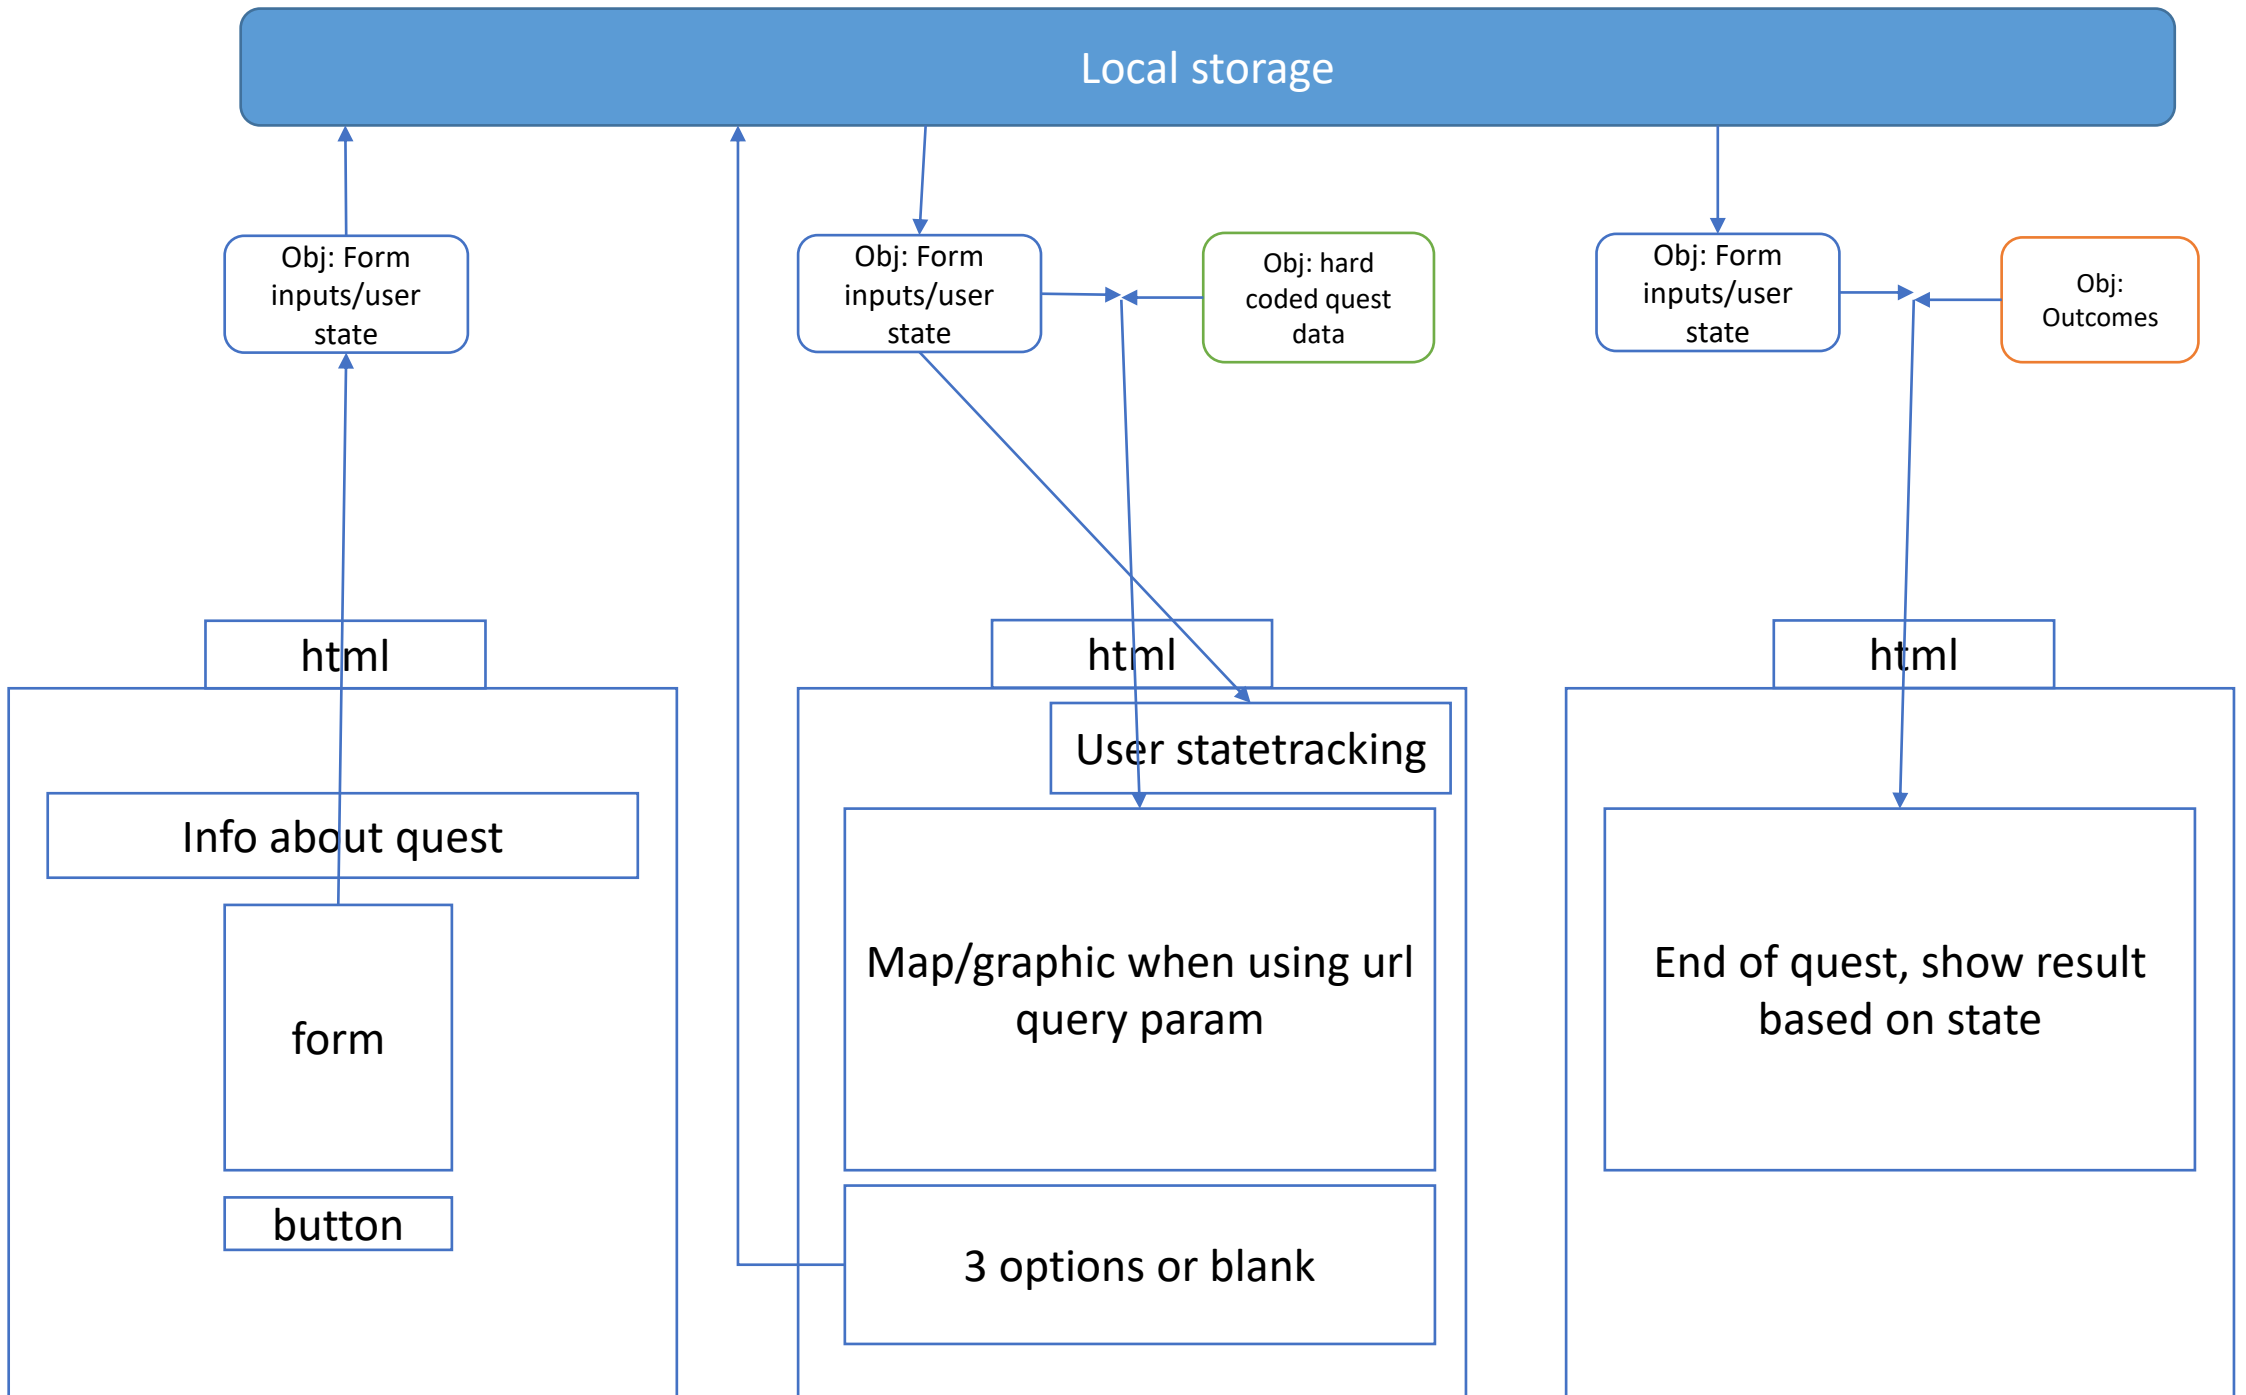 Local storage
Obj: Form
inputs/user
state
Obj: Form
inputs/user
state
Obj: hard
coded quest
data
Obj: Form
inputs/user
state
Obj:
Outcomes
html
html
html
User statetracking
Info about quest
form
button
Map/graphic when using url
query param
3 options or blank
End of quest, show result
based on state